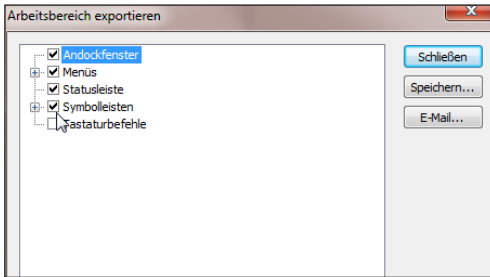 Arbeitsbereich exportieren
Andockfenster
Menüs
Statusleiste
Symbolleisten
Tastaturbefehle
Schließen
Speichern...
E-Mail...